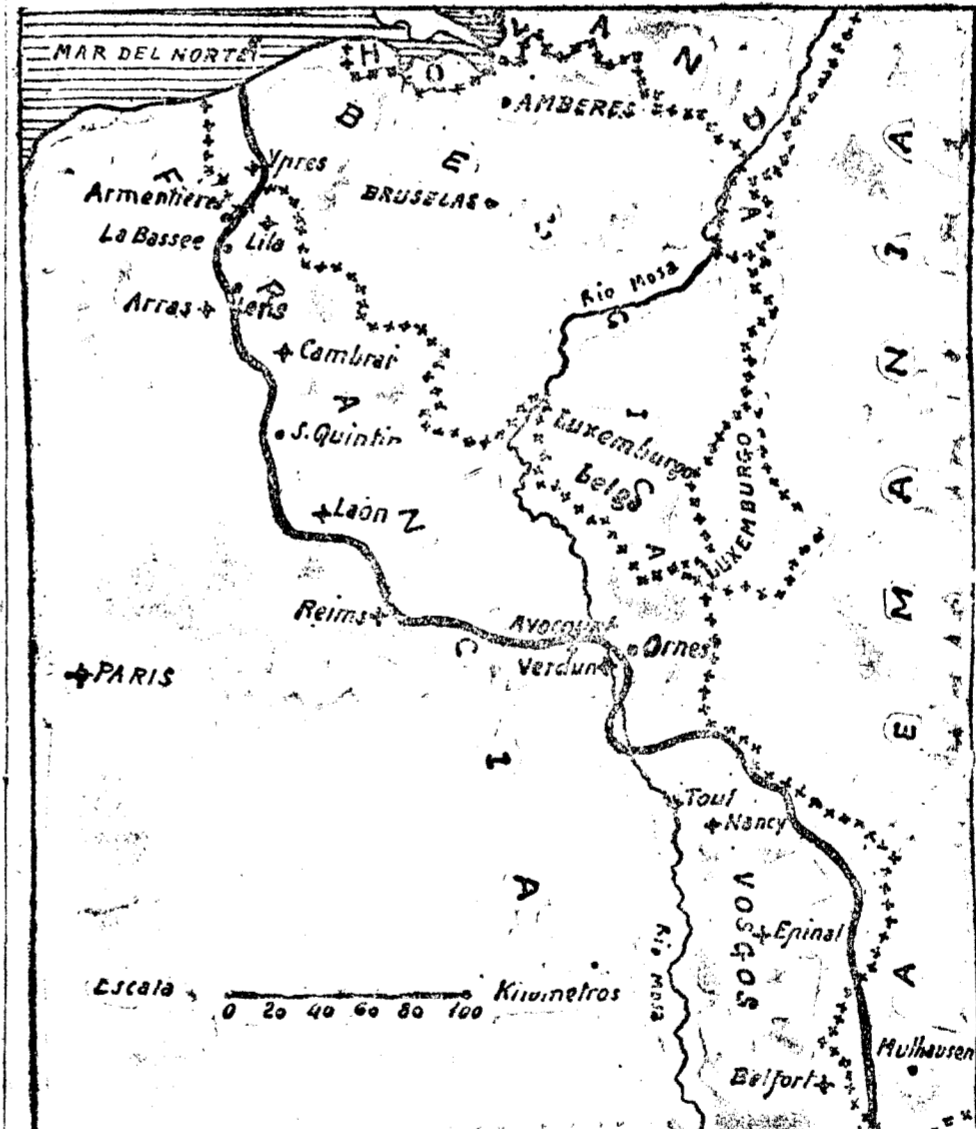 MAR DEL NORTE
H O L A N D A
AMBERES
B E L G I C A
Ypres
BRUSELAS
Armentieres
La Bassee
Lila
Rio Mosa
Arras
Lens
Cambrai
S. Quintin
Luxemburgo
belga
LUXEMBURGO
Laon
Reims
Avocourt
Ornes
Verdun
PARIS
F R A N C I A
A L E M A N I A
Toul
Nancy
VOSGOS
Epinal
Rio Mosa
Escala
Kilometros
0 20 40 60 80 100
Mulhausen
Belfort